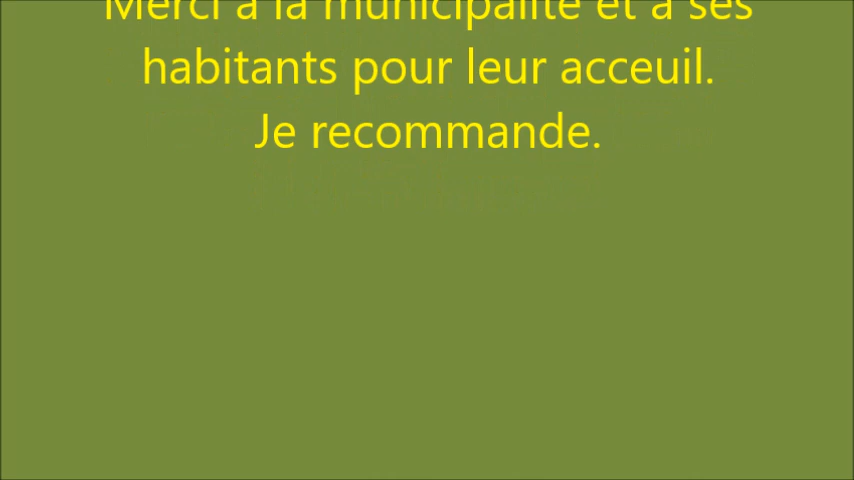 Merci à la municipalité et à ses
habitants pour leur acceuil.
Je recommande.